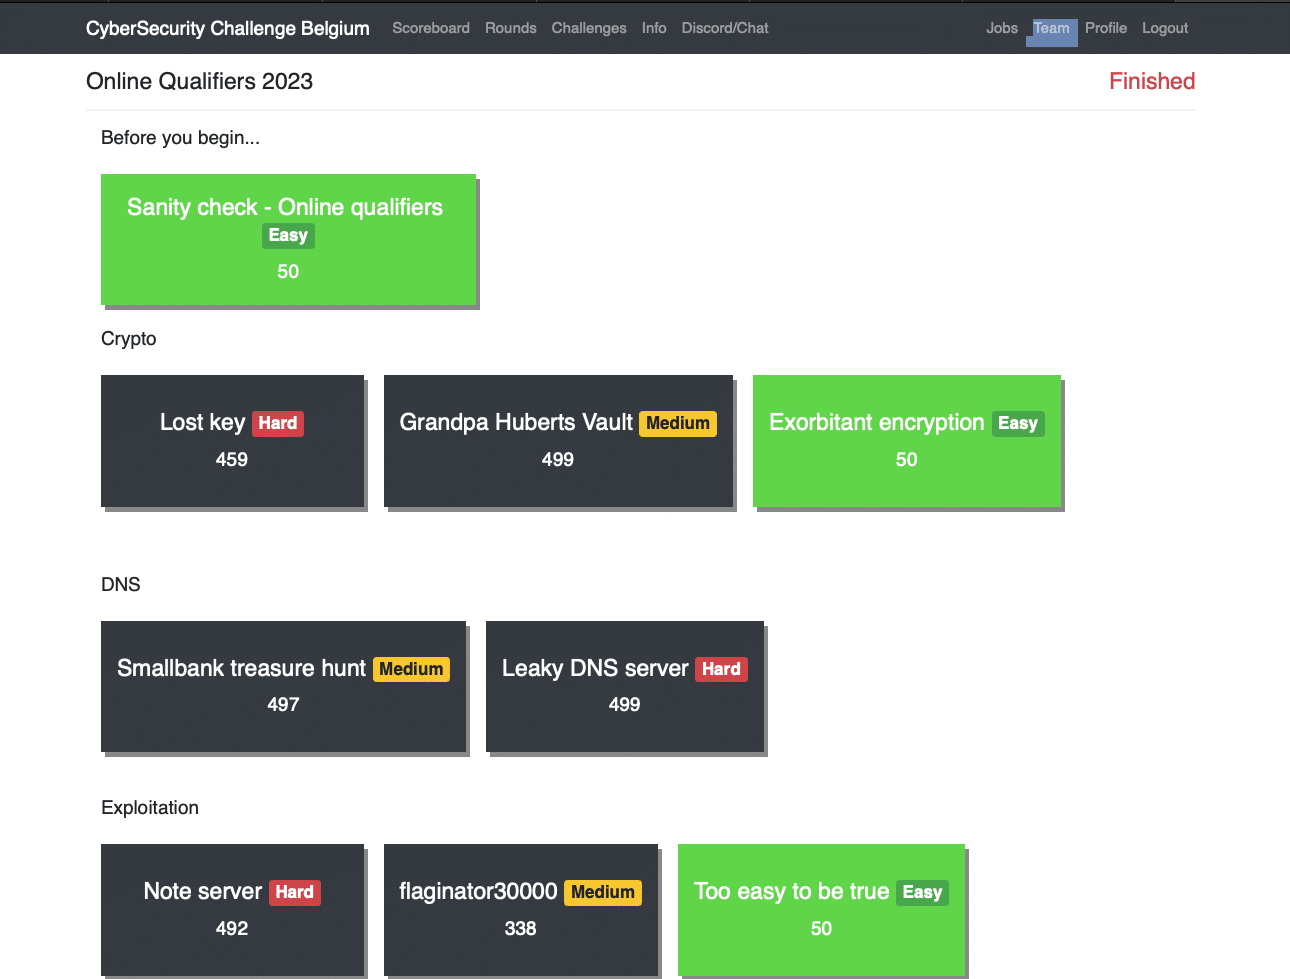 CyberSecurity Challenge Belgium Scoreboard Rounds Challenges Info Discord/Chat Jobs Team Profile Logout
Online Qualifiers 2023 Finished
Before you begin...
Sanity check - Online qualifiers
Easy
50
Crypto
Lost key Hard
459
Grandpa Huberts Vault Medium
499
Exorbitant encryption Easy
50
DNS
Smallbank treasure hunt Medium
497
Leaky DNS server Hard
499
Exploitation
Note server Hard
492
flaginator30000 Medium
338
Too easy to be true Easy
50